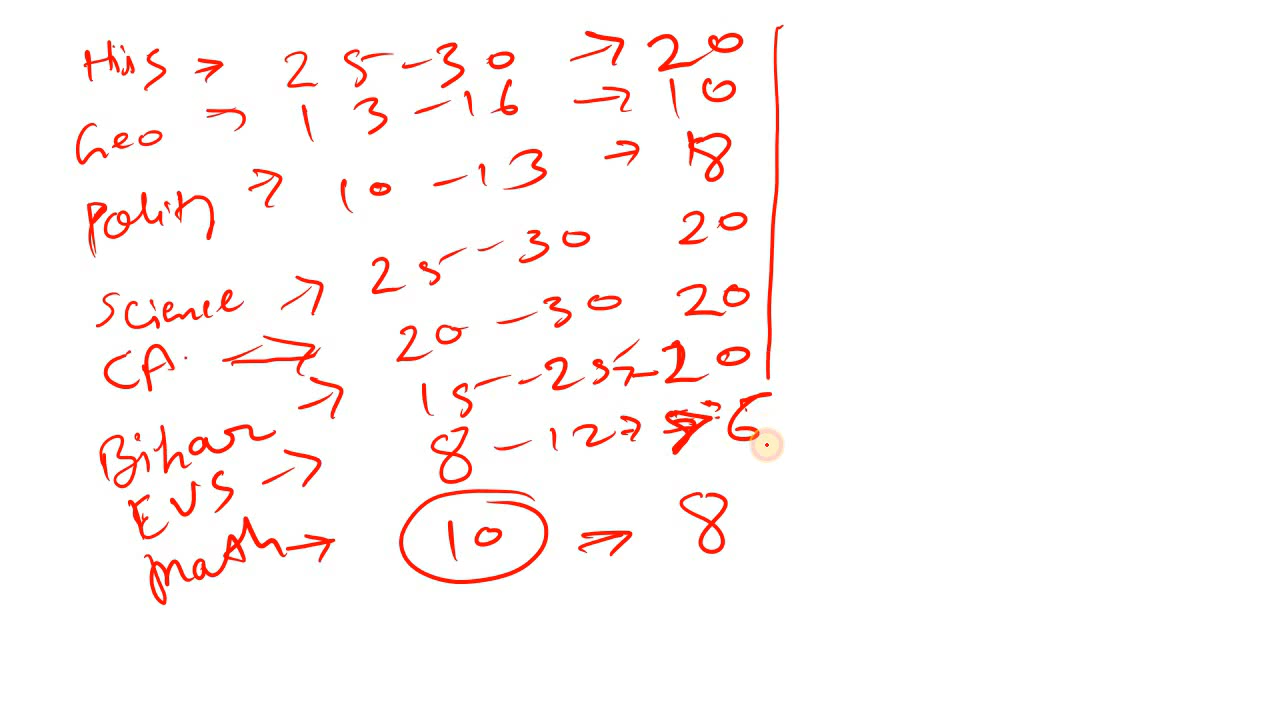 His → 25-30 → 20
Geo → 13-16 → 10
Polity → 10-13 → 8
Science → 25-30 20
CA. → 20-30 20
Bihar → 15-25 → 20
EVS → 8-12 → 6
Math → 10 → 8